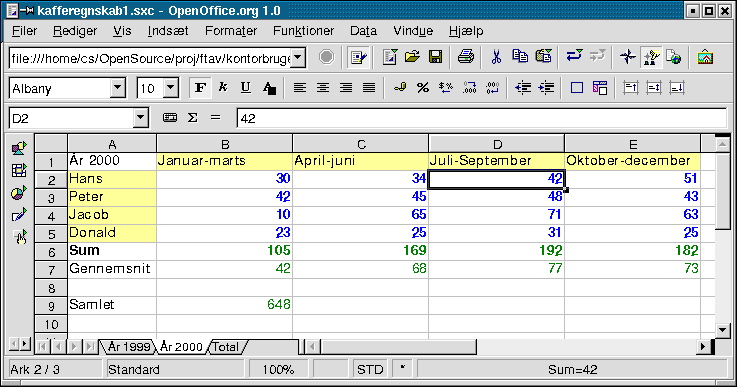 kafferegnskab1.sxc - OpenOffice.org 1.0
Filer Rediger Vis Indsæt Formater Funktioner Data Vindue Hjælp
file:///home/cs/OpenSource/proj/ftav/kontorbruge
Albany 10 F K U A % $% .000
D2 Σ = 42
A B C D E
1 År 2000 Januar-marts April-juni Juli-September Oktober-december
2 Hans 30 34 42 51
3 Peter 42 45 48 43
4 Jacob 10 65 71 63
5 Donald 23 25 31 25
6 Sum 105 169 192 182
7 Gennemsnit 42 68 77 73
8
9 Samlet 648
10
År 1999 År 2000 Total
Ark 2 / 3 Standard 100% STD * Sum=42